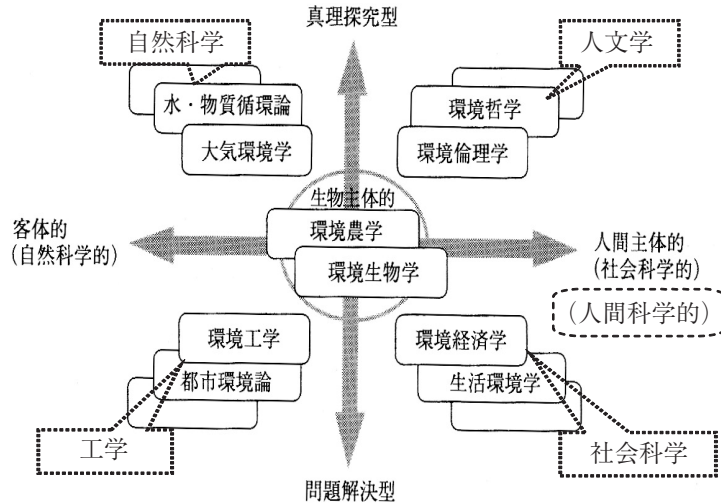 真理探究型
自然科学
人文学
水・物質循環論
大気環境学
環境哲学
環境倫理学
生物主体的
環境農学
環境生物学
客体的
(自然科学的)
人間主体的
(社会科学的)
(人間科学的)
環境工学
都市環境論
環境経済学
生活環境学
工学
社会科学
問題解決型